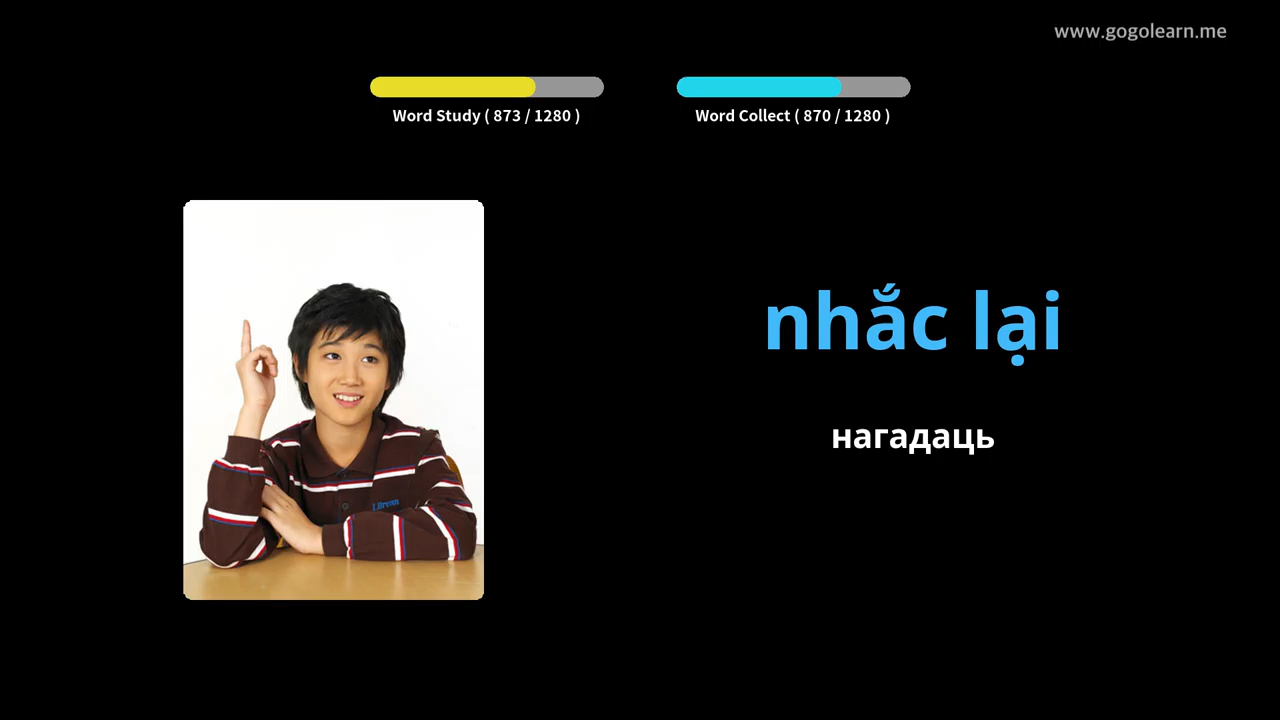 www.gogolearn.me
Word Study ( 873 / 1280 )
Word Collect ( 870 / 1280 )
nhắc lại
нагадаць